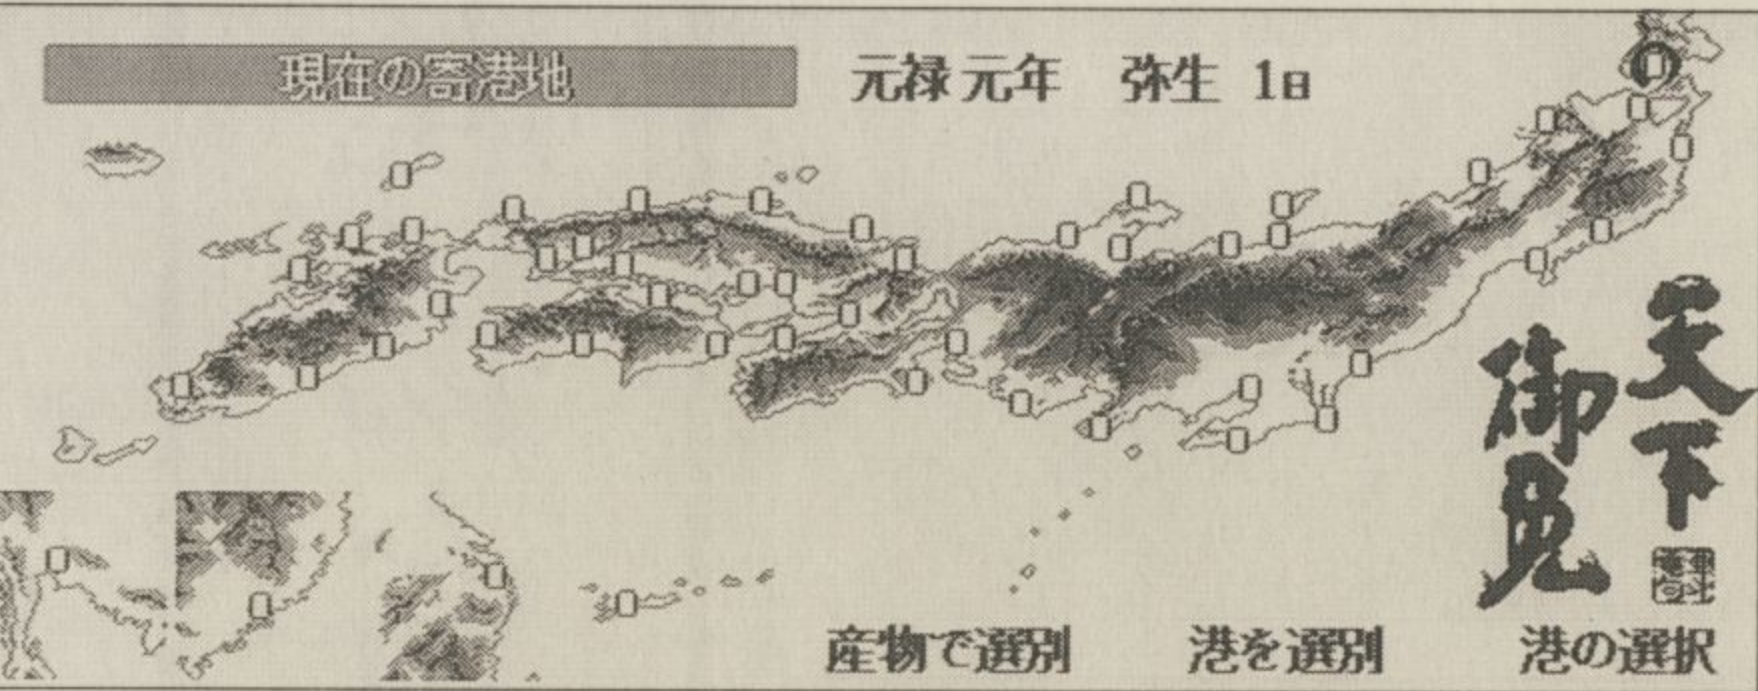 現在の寄港地
元禄元年 弥生 1日
天下
御免
産物で選別 港を選別 港の選択